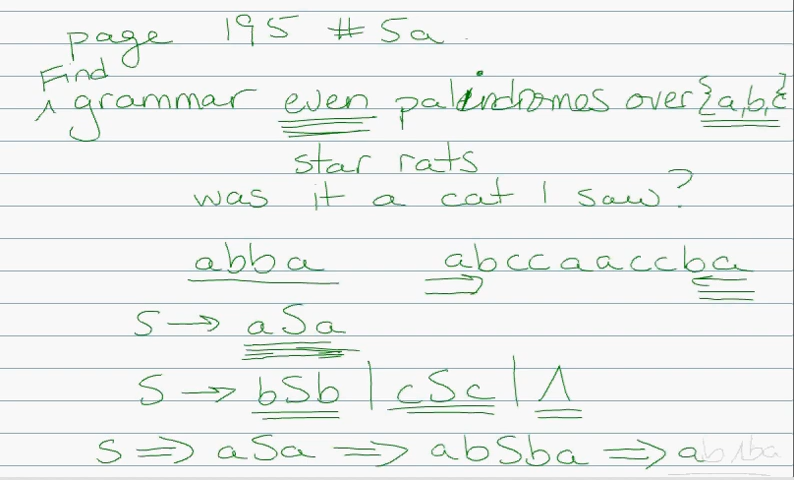 page 195 #5a.
Find
^ grammar even palindromes over {a,b,c}
star rats
was it a cat I saw?
abba abccaaccba
S → aSa
S → bSb | cSc | Λ
S ⇒ aSa ⇒ abSba ⇒ abΛba